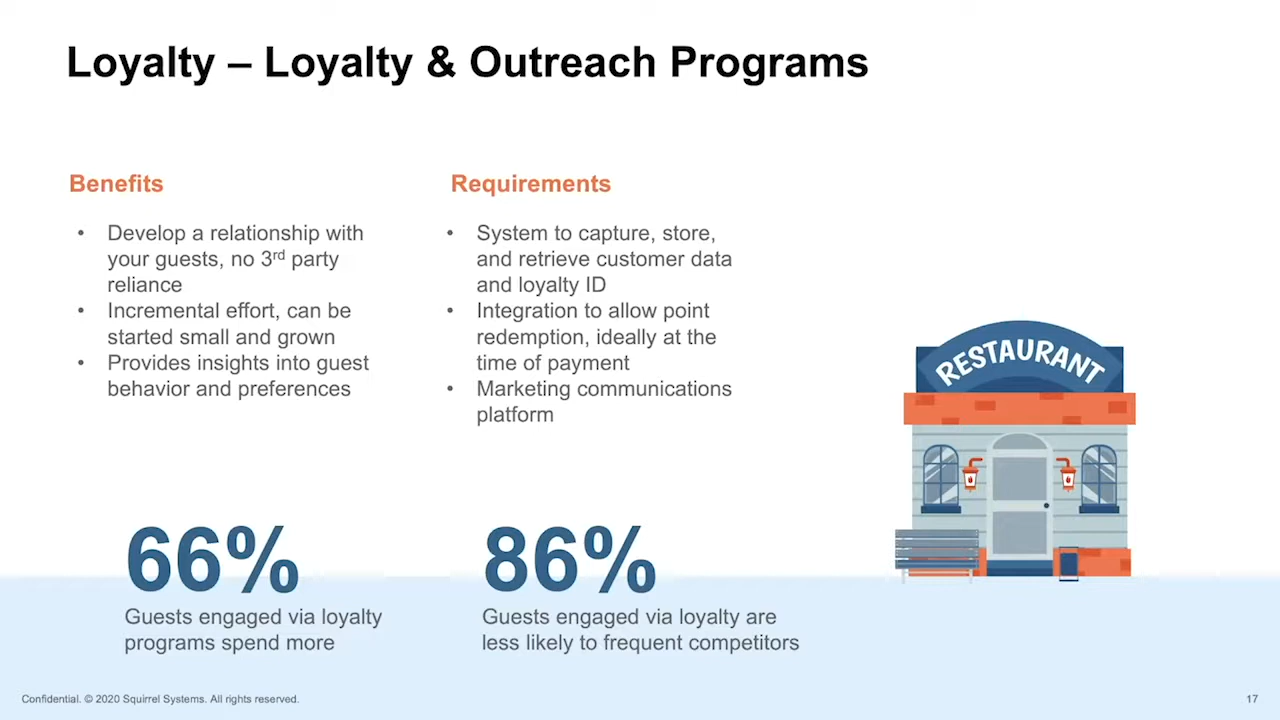 Loyalty – Loyalty & Outreach Programs
Benefits
• Develop a relationship with
your guests, no 3rd party
reliance
• Incremental effort, can be
started small and grown
• Provides insights into guest
behavior and preferences
Requirements
• System to capture, store,
and retrieve customer data
and loyalty ID
• Integration to allow point
redemption, ideally at the
time of payment
• Marketing communications
platform
RESTAURANT
66%
Guests engaged via loyalty
programs spend more
86%
Guests engaged via loyalty are
less likely to frequent competitors
Confidential. © 2020 Squirrel Systems. All rights reserved.
17